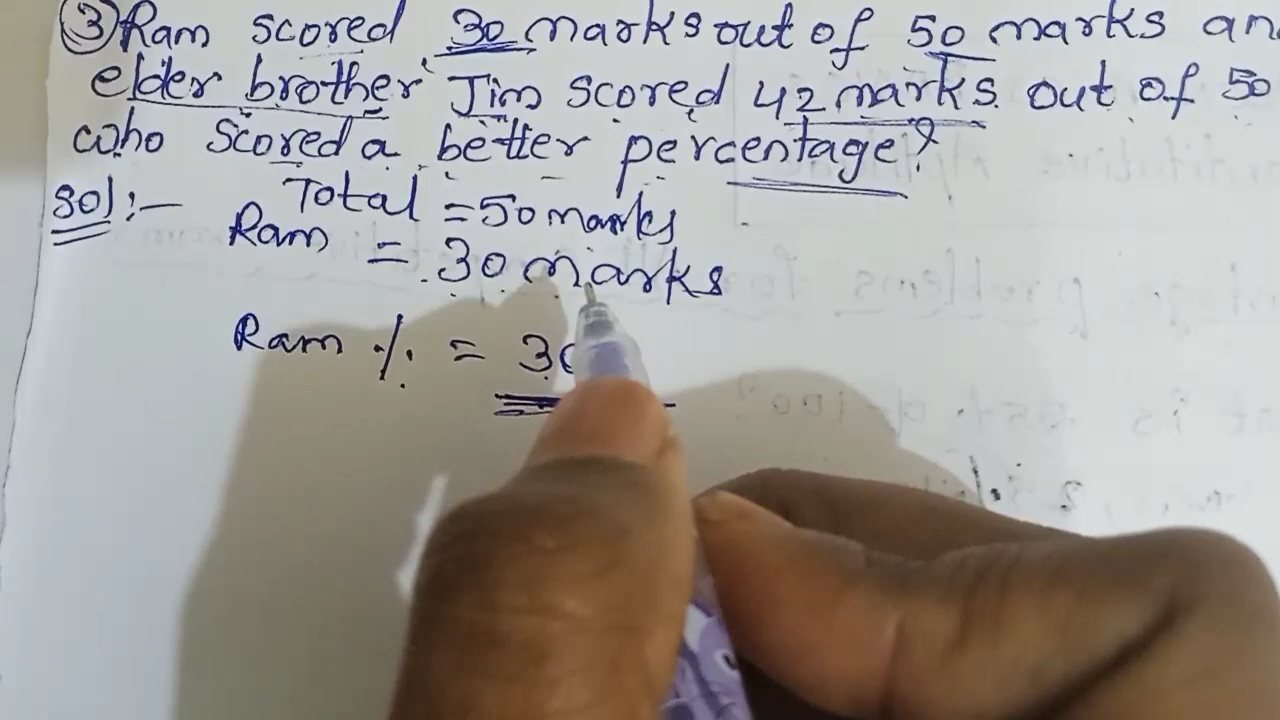 ③ Ram scored 30 marks out of 50 marks an
elder brother Jim scored 42 marks out of 50
who scored a better percentage?
Sol:- Total = 50 marks
Ram = 30 marks
Ram % = 30